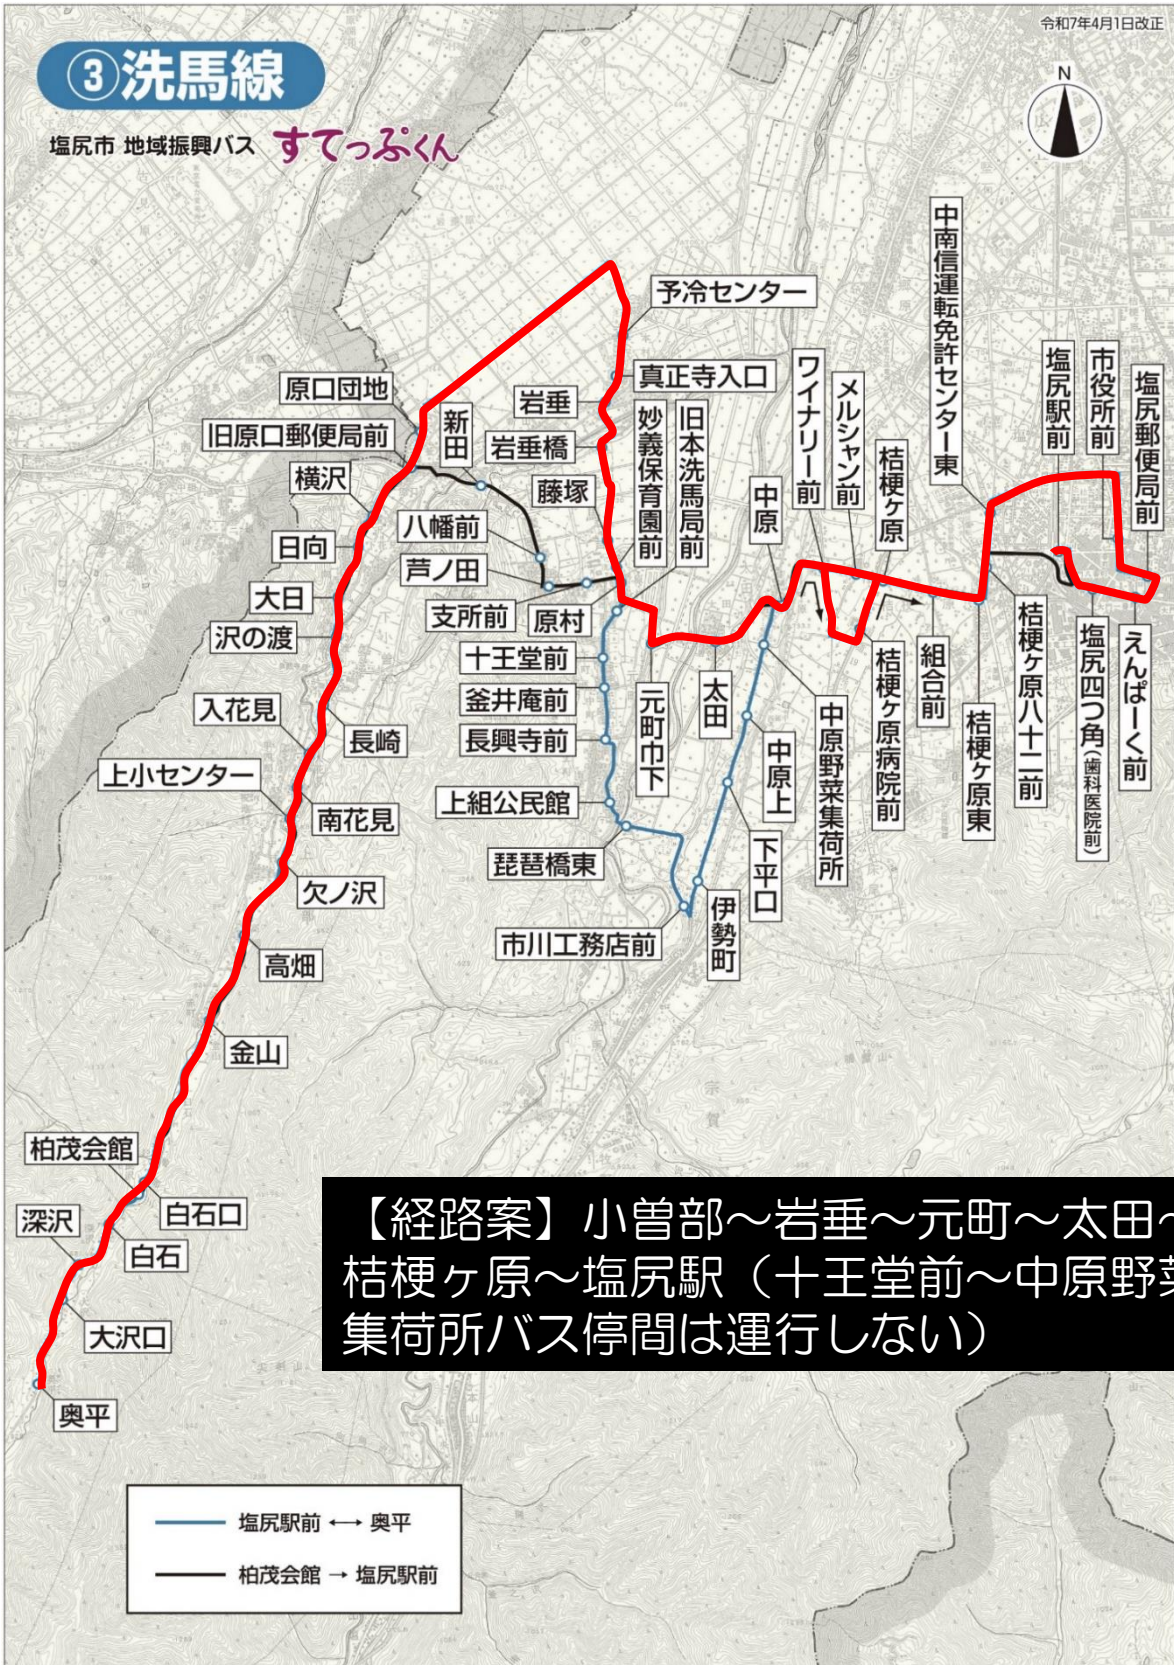 令和7年4月1日改正
③洗馬線
塩尻市 地域振興バス すてっぷくん
N
予冷センター
真正寺入口
岩垂
岩垂橋
藤塚
妙義保育園前
旧本洗馬局前
原口団地
旧原口郵便局前
新田
横沢
八幡前
日向
芦ノ田
大日
支所前
原村
沢の渡
十王堂前
釜井庵前
長興寺前
入花見
長崎
上小センター
上組公民館
南花見
琵琶橋東
欠ノ沢
市川工務店前
高畑
金山
元町巾下
太田
伊勢町
下平口
中原上
中原野菜集荷所
中原
ワイナリー前
メルシャン前
桔梗ヶ原
桔梗ヶ原病院前
組合前
中南信運転免許センター東
桔梗ヶ原東
桔梗ヶ原八十二前
塩尻駅前
市役所前
塩尻郵便局前
塩尻四つ角(歯科医院前)
えんぱーく前
柏茂会館
白石口
深沢
白石
大沢口
奥平
【経路案】小曽部～岩垂～元町～太田～
桔梗ヶ原～塩尻駅（十王堂前～中原野菜
集荷所バス停間は運行しない）
塩尻駅前 ←→ 奥平
柏茂会館 → 塩尻駅前